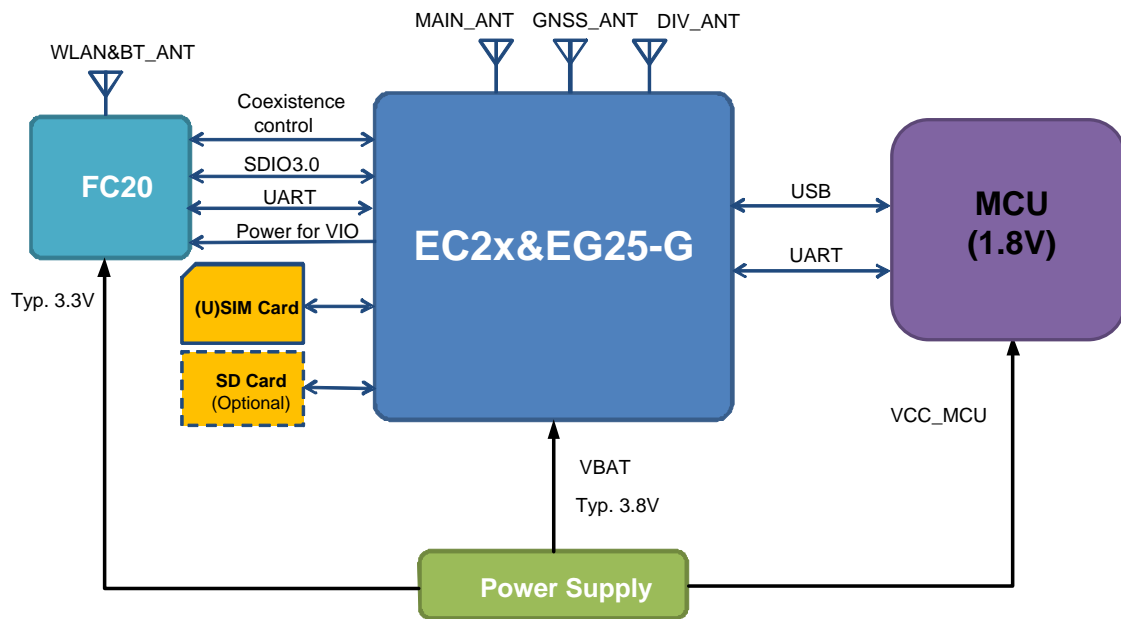 MAIN_ANT
GNSS_ANT
DIV_ANT
WLAN&BT_ANT
Coexistence
control
SDIO3.0
UART
Power for VIO
FC20
EC2x&EG25-G
USB
UART
MCU
(1.8V)
Typ. 3.3V
(U)SIM Card
SD Card
(Optional)
VCC_MCU
VBAT
Typ. 3.8V
Power Supply